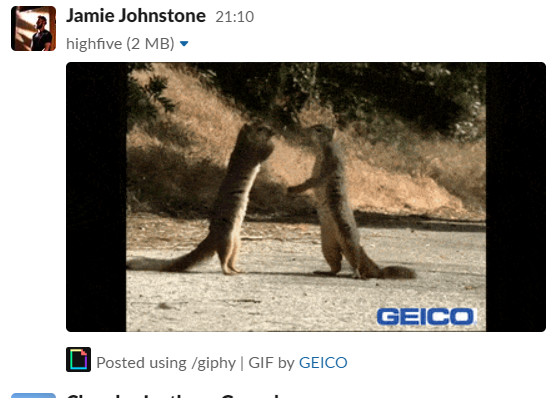 Jamie Johnstone 21:10
highfive (2 MB)
GEICO
Posted using /giphy | GIF by GEICO